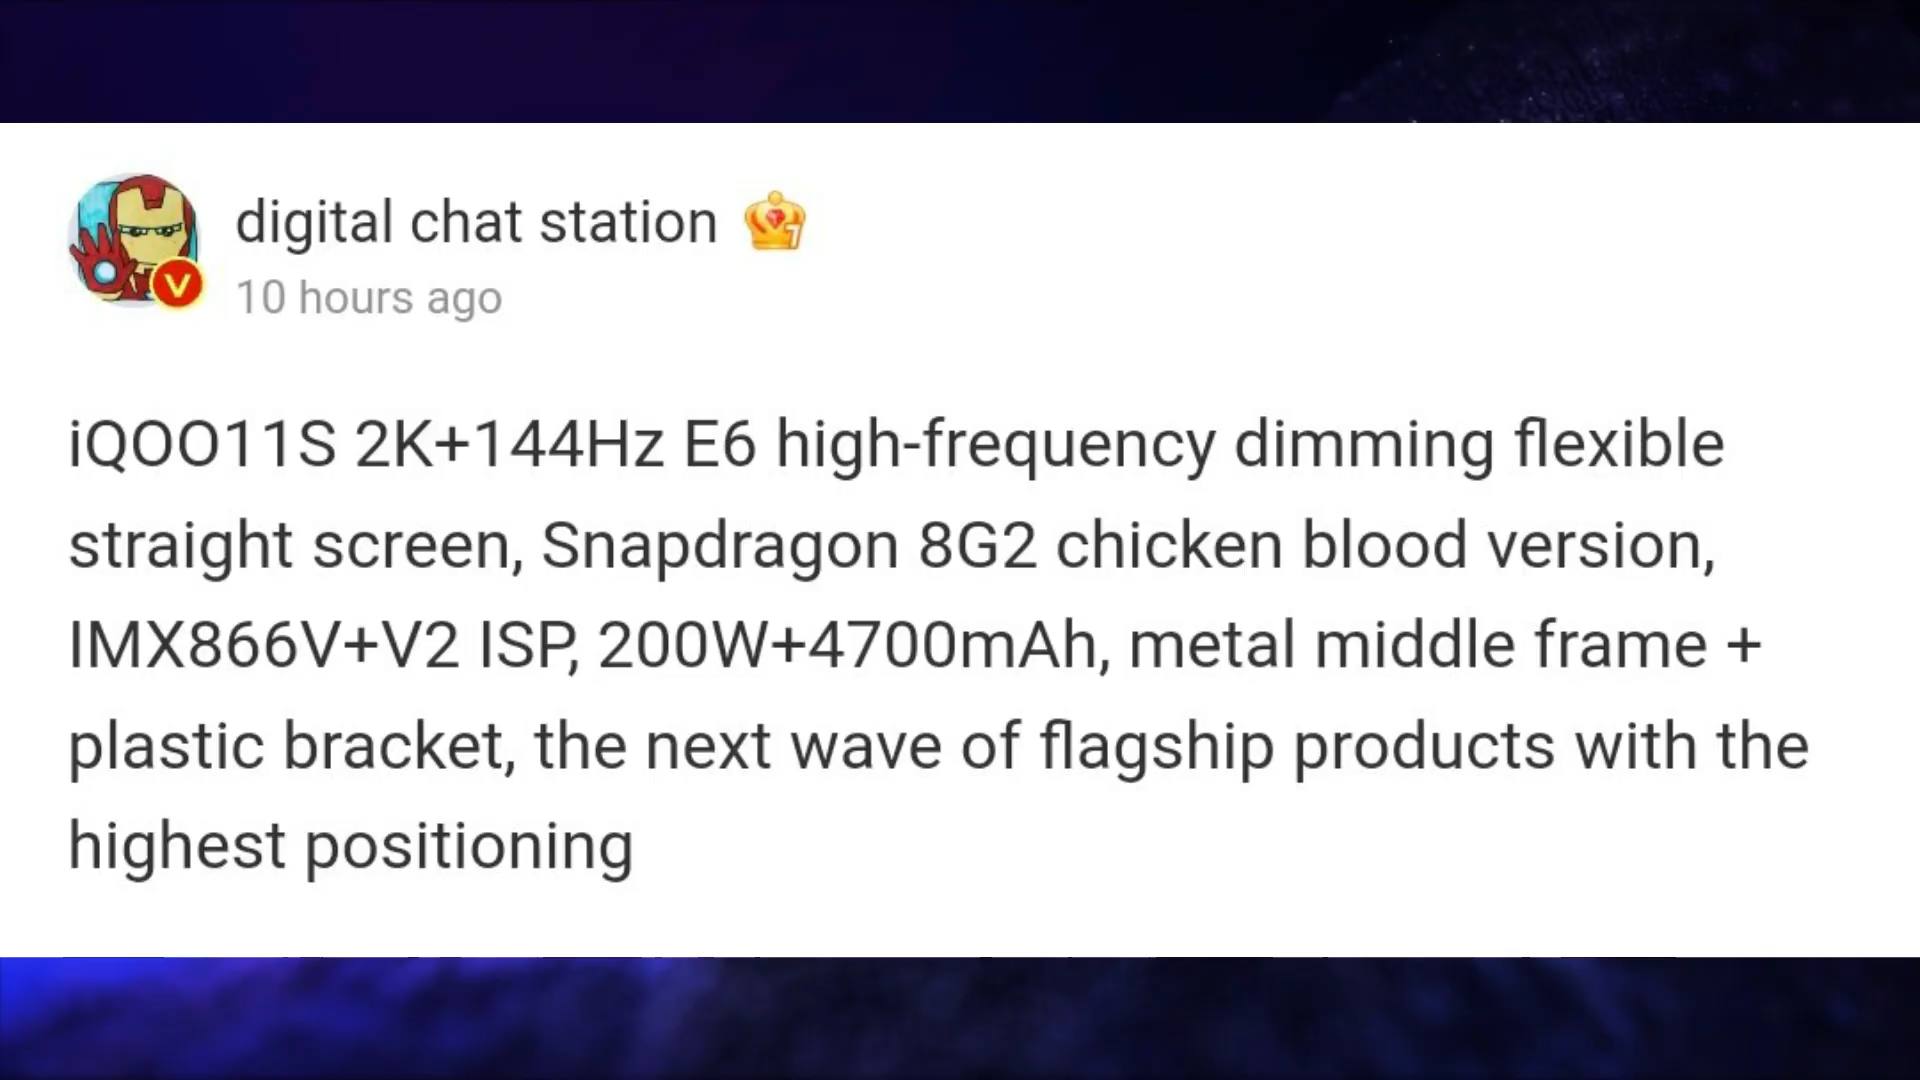 digital chat station
10 hours ago
iQOO11S 2K+144Hz E6 high-frequency dimming flexible
straight screen, Snapdragon 8G2 chicken blood version,
IMX866V+V2 ISP, 200W+4700mAh, metal middle frame +
plastic bracket, the next wave of flagship products with the
highest positioning